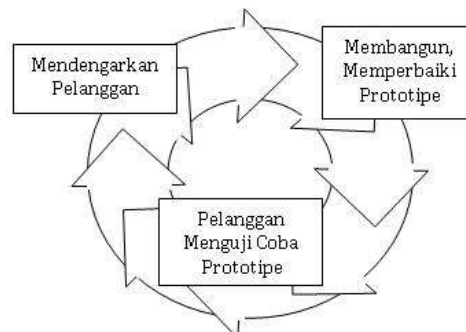 Mendengarkan
Pelanggan
Membangun,
Memperbaiki
Prototipe
Pelanggan
Menguji Coba
Prototipe